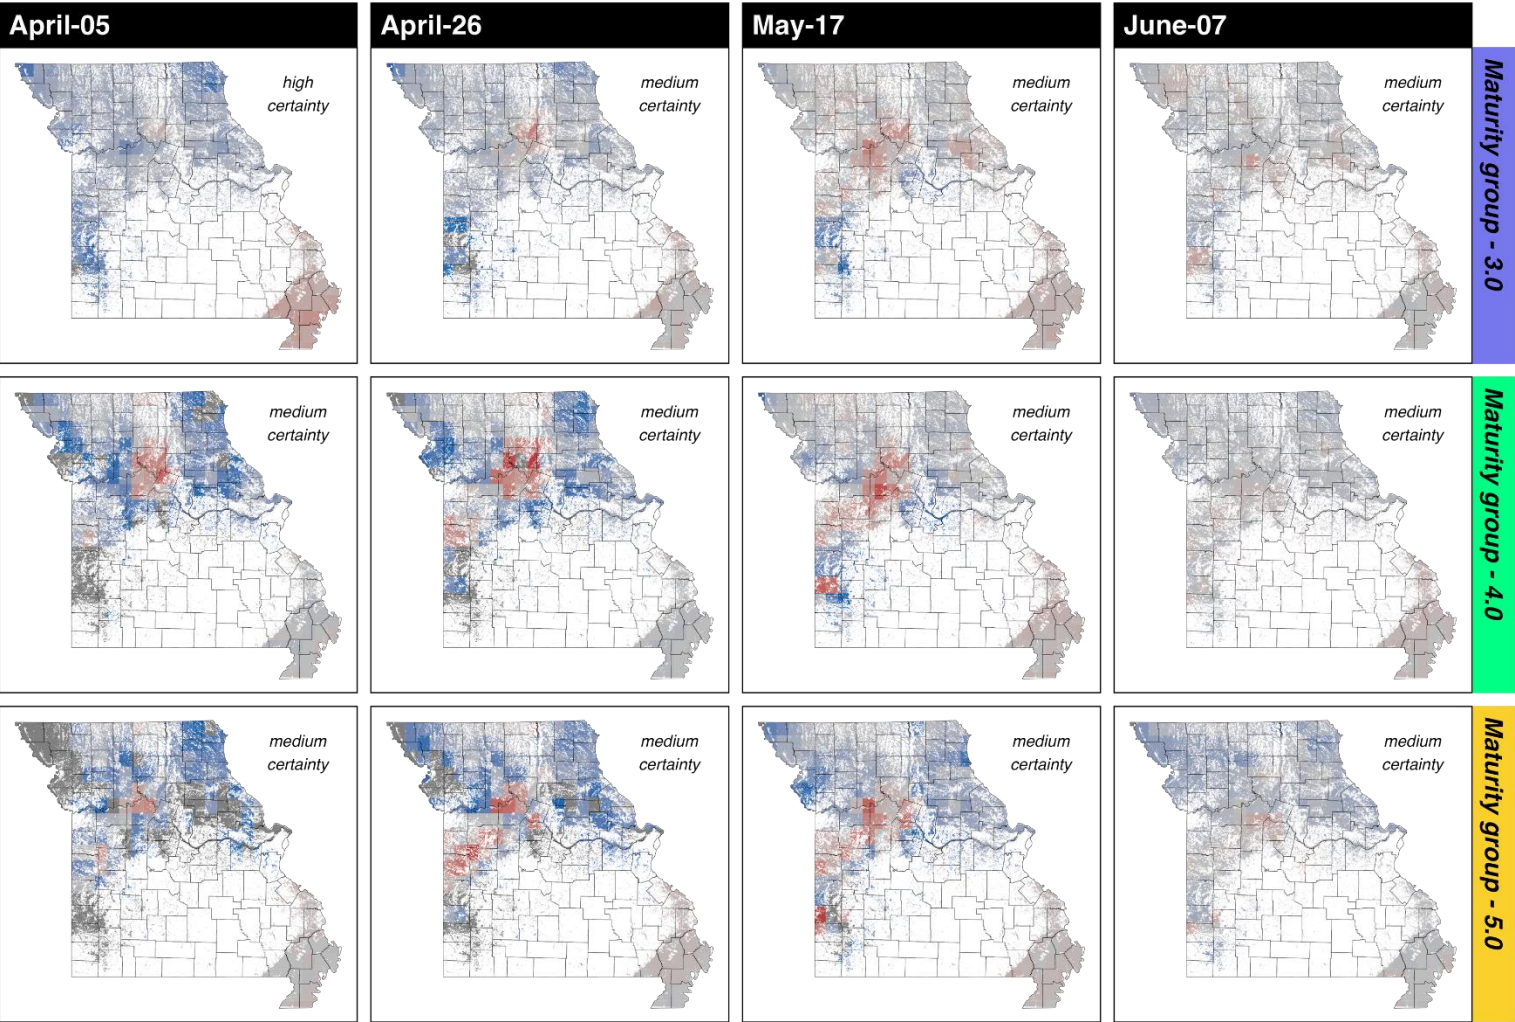 April-05
April-26
May-17
June-07
high
certainty
medium
certainty
medium
certainty
medium
certainty
Maturity group - 3.0
medium
certainty
medium
certainty
medium
certainty
medium
certainty
Maturity group - 4.0
medium
certainty
medium
certainty
medium
certainty
medium
certainty
Maturity group - 5.0